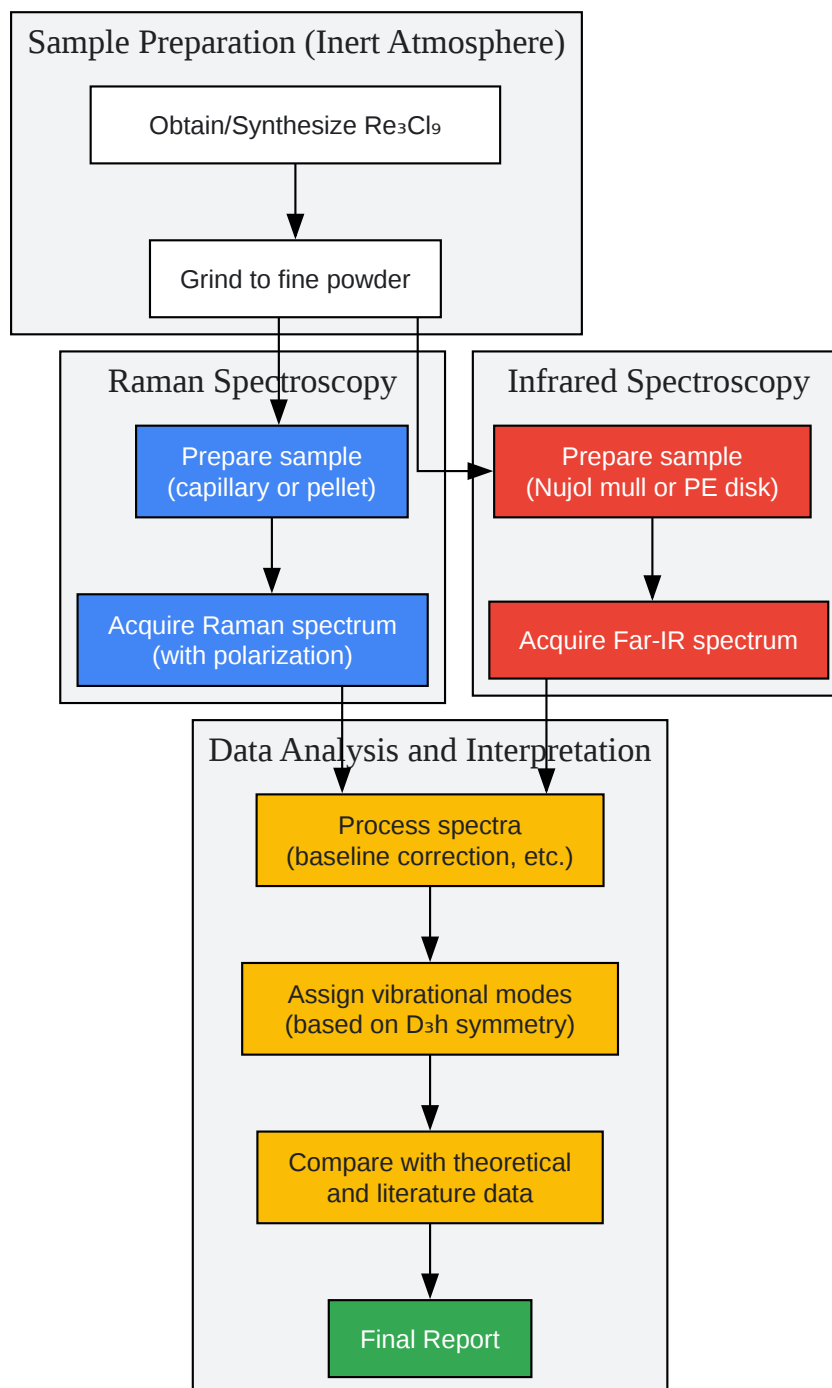 Sample Preparation (Inert Atmosphere)
Obtain/Synthesize Re₃Cl₉
Grind to fine powder
Raman Spectroscopy
Prepare sample
(capillary or pellet)
Acquire Raman spectrum
(with polarization)
Infrared Spectroscopy
Prepare sample
(Nujol mull or PE disk)
Acquire Far-IR spectrum
Data Analysis and Interpretation
Process spectra
(baseline correction, etc.)
Assign vibrational modes
(based on D₃h symmetry)
Compare with theoretical
and literature data
Final Report